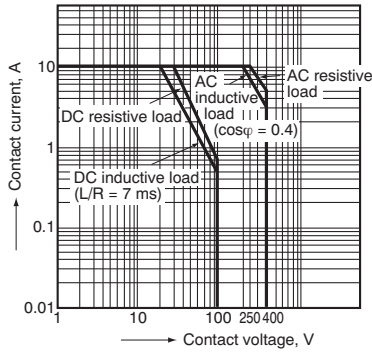 Contact current, A
10
1
0.1
0.01
AC
inductive
load
(cosφ = 0.4)
AC resistive
load
DC resistive load
DC inductive load
(L/R = 7 ms)
1
10
100
250
400
Contact voltage, V